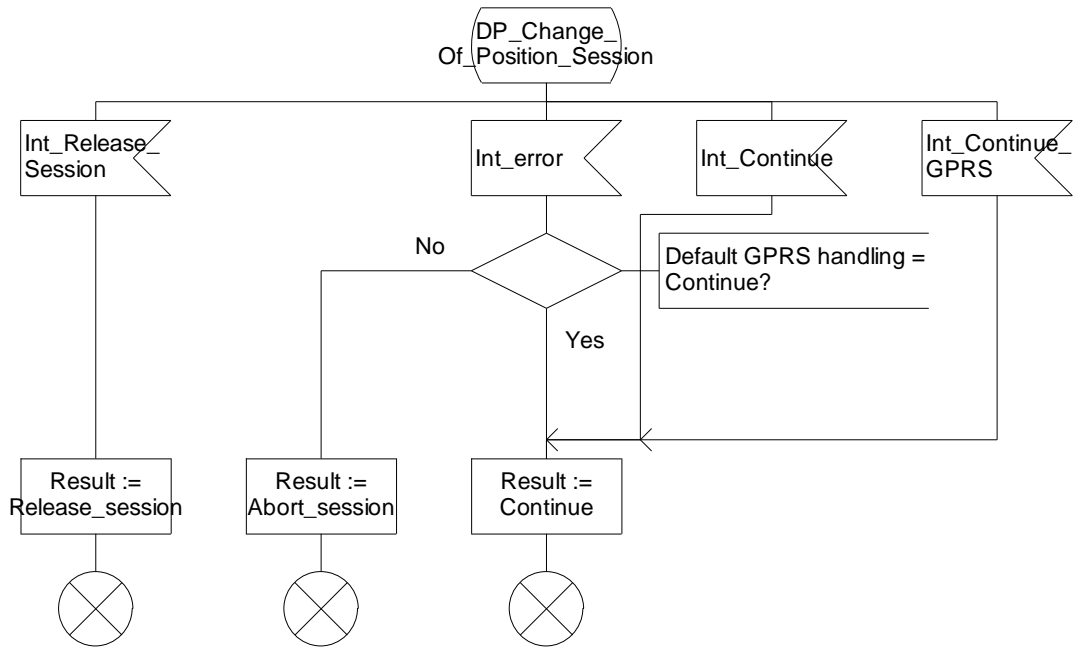 DP_Change_
Of_Position_Session
Int_Release_
Session
Int_error
Int_Continue
Int_Continue_
GPRS
No
Default GPRS handling =
Continue?
Yes
Result :=
Release_session
Result :=
Abort_session
Result :=
Continue